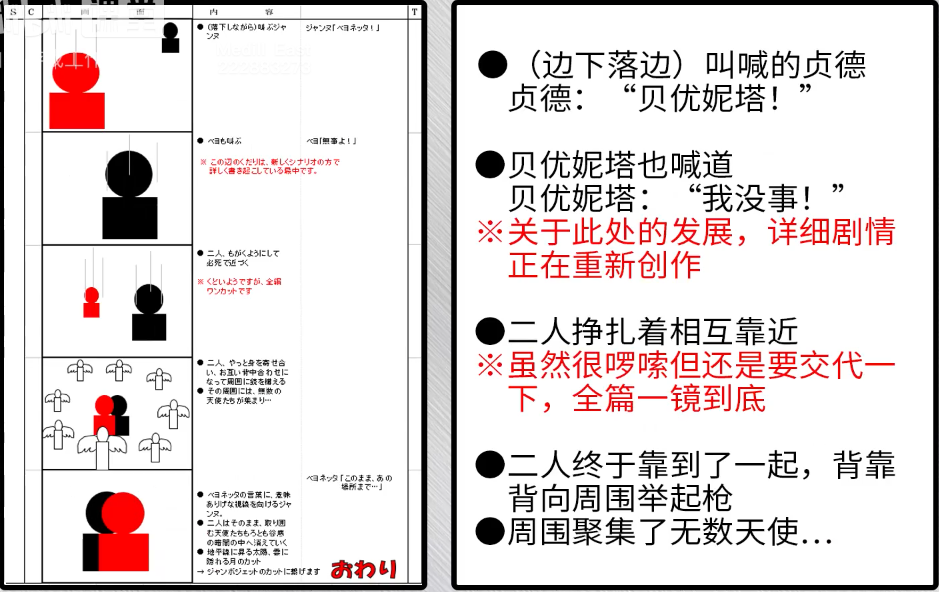 S C 画 面 内 容 T
●(落下しながら)叫ぶジャ
ンヌ
ジャンヌ「ベヨネッタ！」
●ベヨも叫ぶ
ベヨ「無事よ！」
※この辺のくだりは、新しくシナリオの方で
詳しく書き起こしている最中です。
●二人、もがくようにして
必死で近づく
※くどいようですが、全編
ワンカットです
●二人、やっと身を寄せ合
い、お互い背中合わせに
なって周囲に銃を構える
●その周囲には、無数の
天使たちが集まり…
ベヨネッタ「このまま、あの
場所まで…」
●ベヨネッタの言葉に、意味
ありげな視線を向けるジャ
ンヌ。
●二人はそのまま、取り囲
む天使たちもろとも谷底
の暗闇の中へ消えていく
●地平線に昇る太陽、雲に
隠れる月のカット
→ジャンボジェットのカットに繋げます
おわり
●（边下落边）叫喊的贞德
贞德：“贝优妮塔！”
●贝优妮塔也喊道
贝优妮塔：“我没事！”
※关于此处的发展，详细剧情
正在重新创作
●二人挣扎着相互靠近
※虽然很啰嗦但还是要交代一
下，全篇一镜到底
●二人终于靠到了一起，背靠
背向周围举起枪
●周围聚集了无数天使…